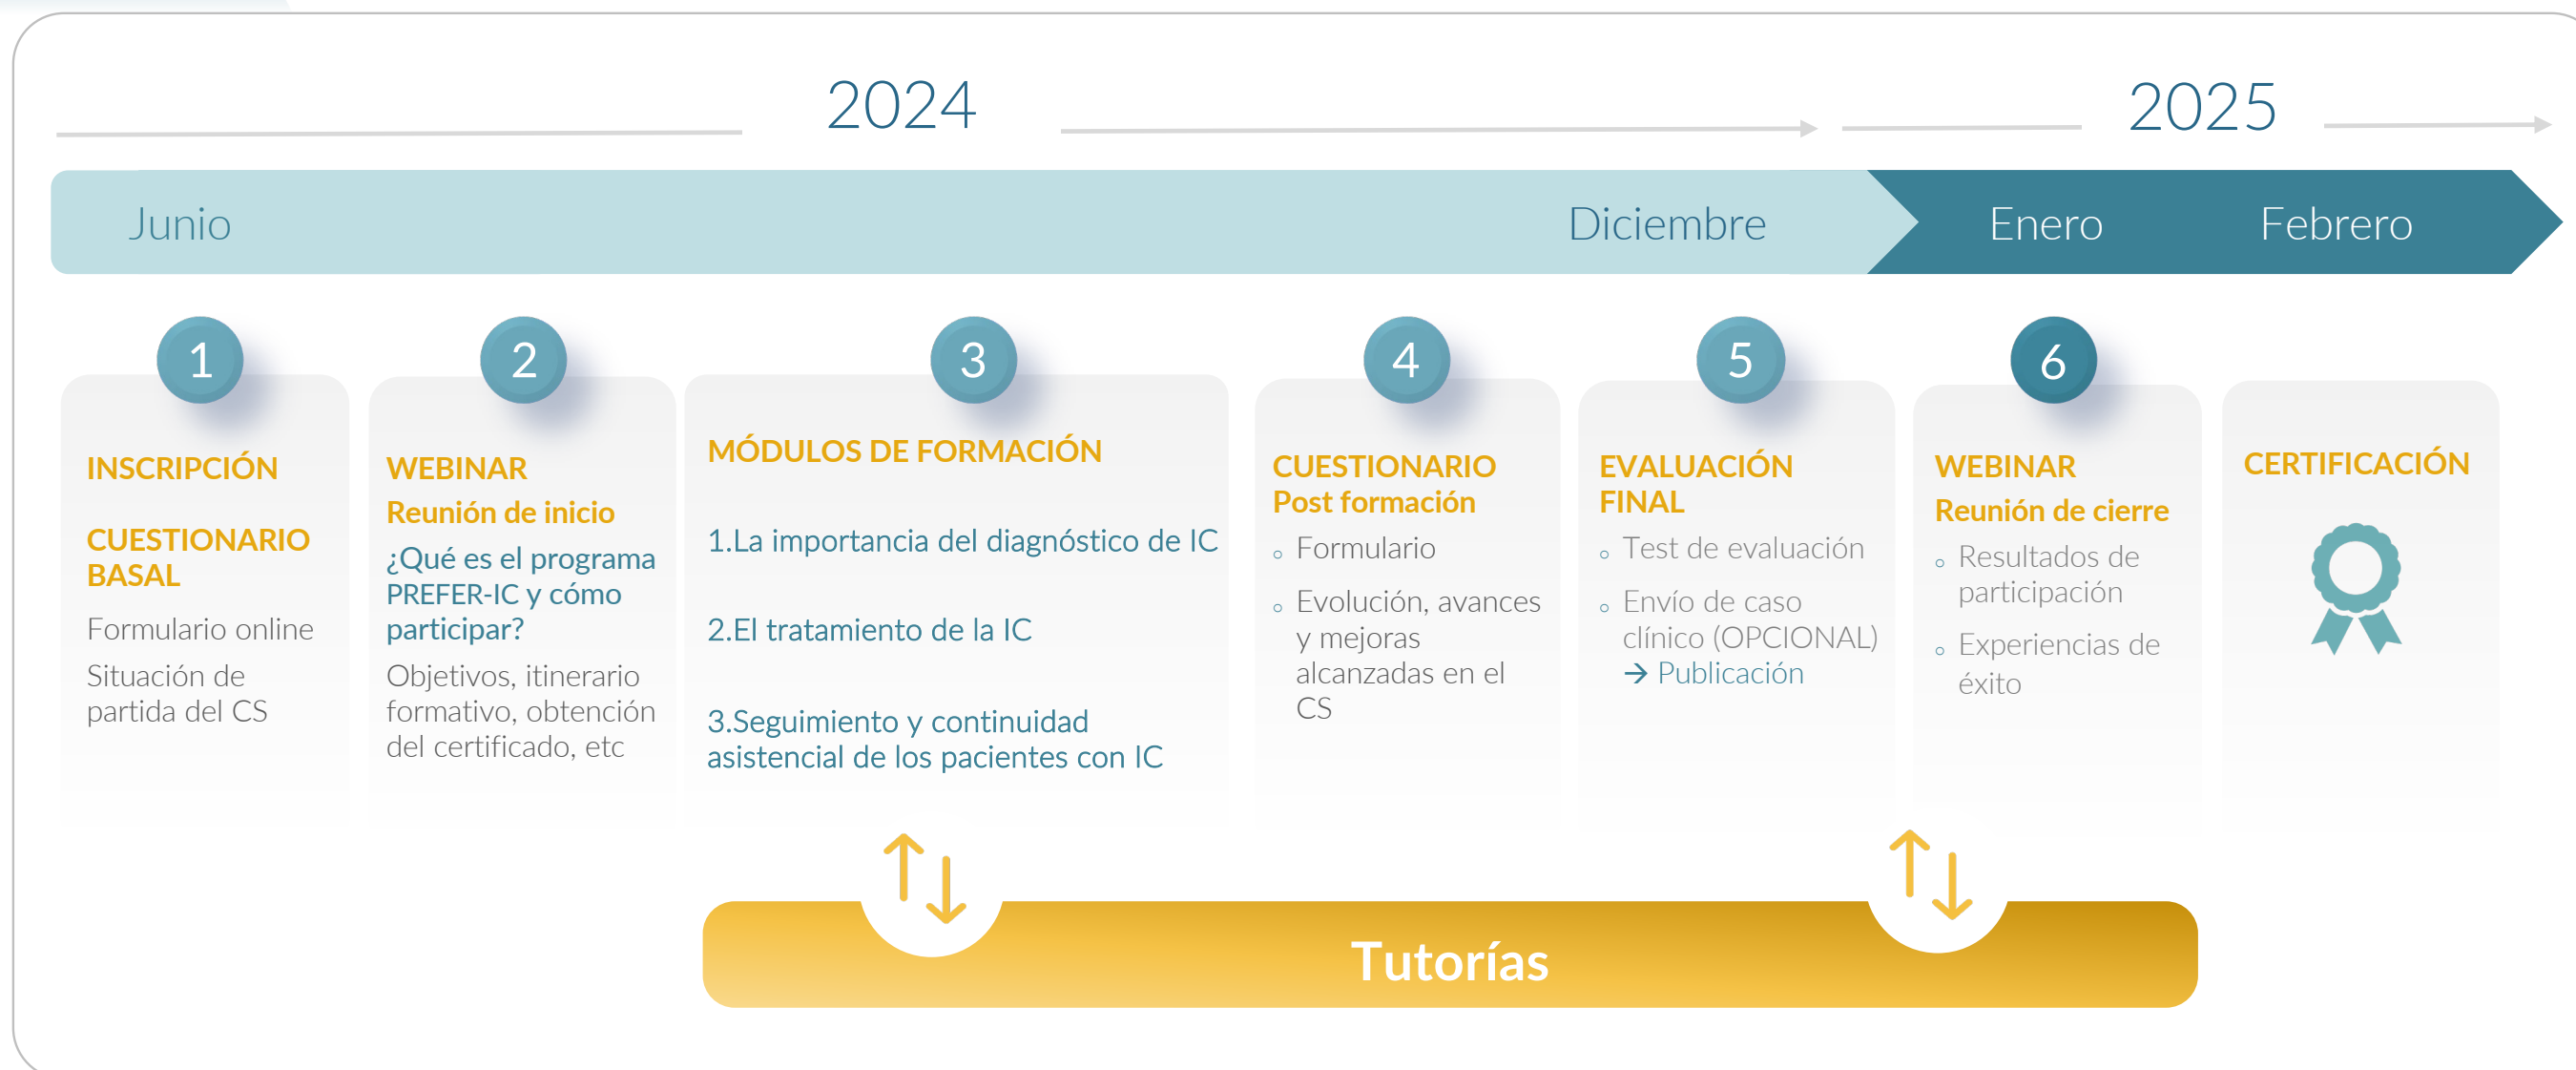 2024
2025
Junio
Diciembre
Enero
Febrero
1
INSCRIPCIÓN
CUESTIONARIO
BASAL
Formulario online
Situación de
partida del CS
2
WEBINAR
Reunión de inicio
¿Qué es el programa
PREFER-IC y cómo
participar?
Objetivos, itinerario
formativo, obtención
del certificado, etc
3
MÓDULOS DE FORMACIÓN
1.La importancia del diagnóstico de IC
2.El tratamiento de la IC
3.Seguimiento y continuidad
asistencial de los pacientes con IC
4
CUESTIONARIO
Post formación
◦ Formulario
◦ Evolución, avances
y mejoras
alcanzadas en el
CS
5
EVALUACIÓN
FINAL
◦ Test de evaluación
◦ Envío de caso
clínico (OPCIONAL)
→ Publicación
6
WEBINAR
Reunión de cierre
◦ Resultados de
participación
◦ Experiencias de
éxito
CERTIFICACIÓN
Tutorías